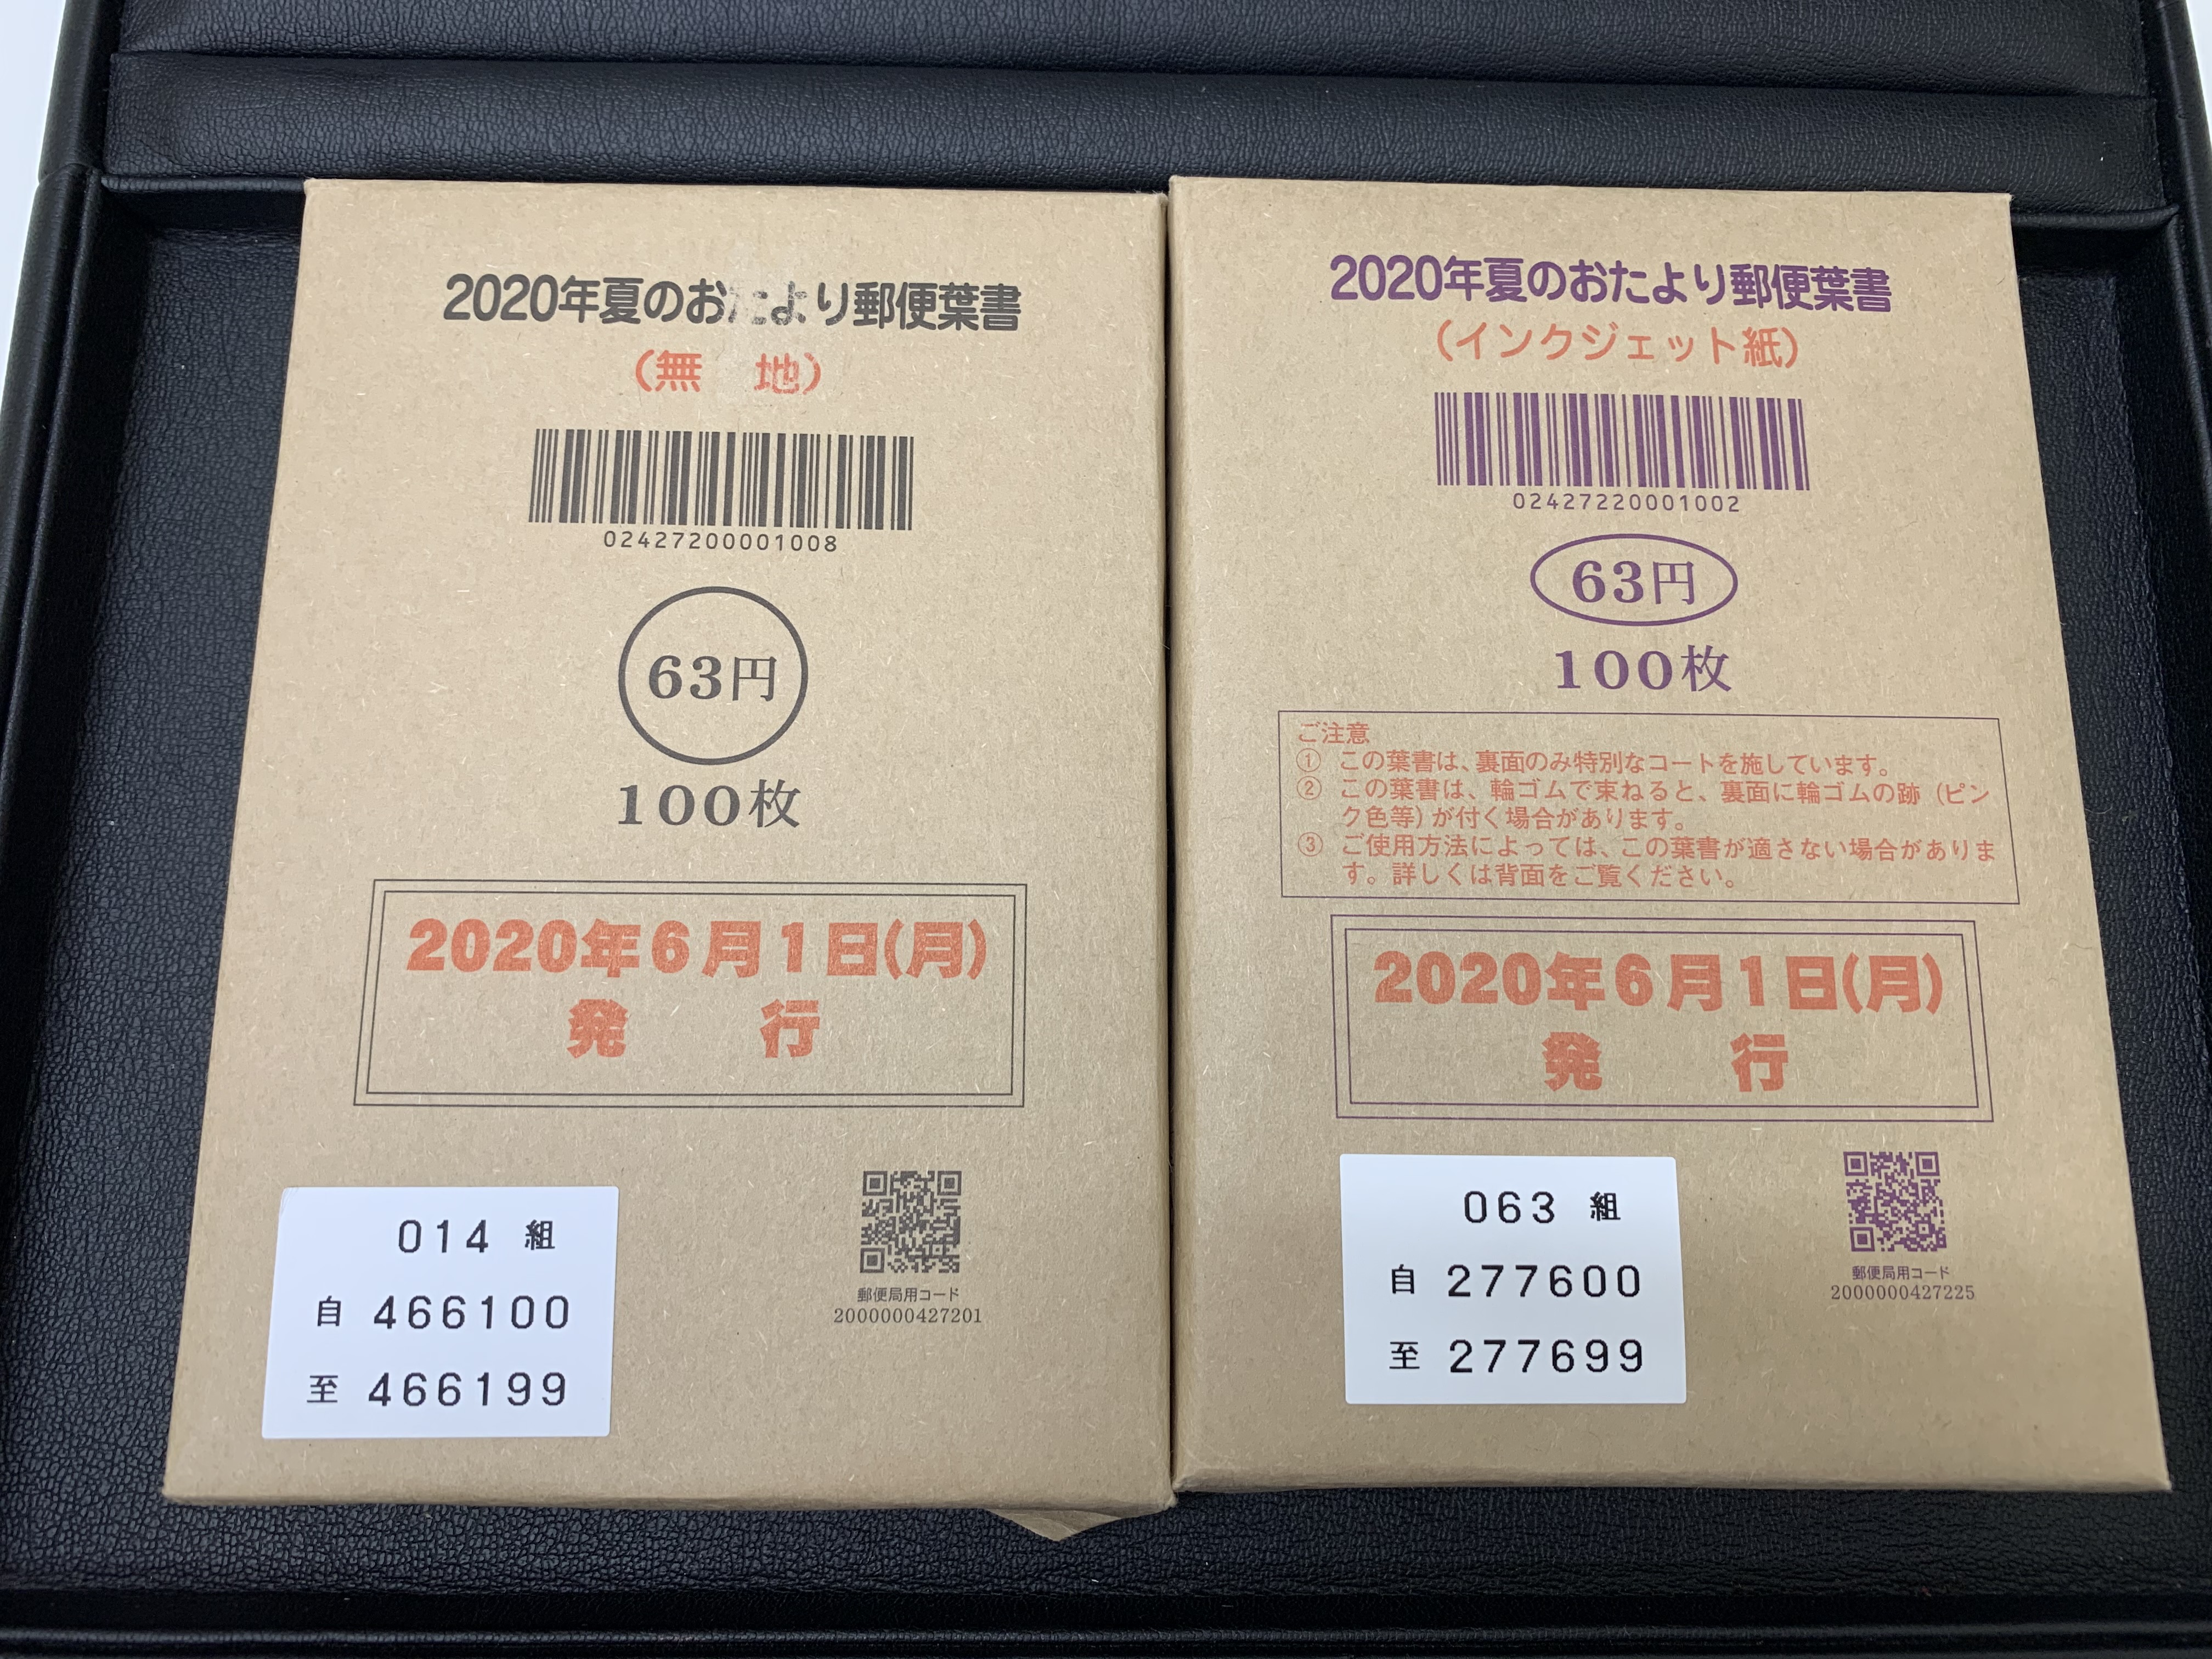 2020年夏のおたより郵便葉書
(無 地)
02427200001008
63円
100枚
2020年6月1日(月)
発 行
014 組
自 466100
至 466199
郵便局用コード
2000000427201
2020年夏のおたより郵便葉書
(インクジェット紙)
02427220001002
63円
100枚
ご注意
① この葉書は、裏面のみ特別なコートを施しています。
② この葉書は、輪ゴムで束ねると、裏面に輪ゴムの跡(ピン
ク色等)が付く場合があります。
③ ご使用方法によっては、この葉書が適さない場合がありま
す。詳しくは背面をご覧ください。
2020年6月1日(月)
発 行
063 組
自 277600
至 277699
郵便局用コード
2000000427225